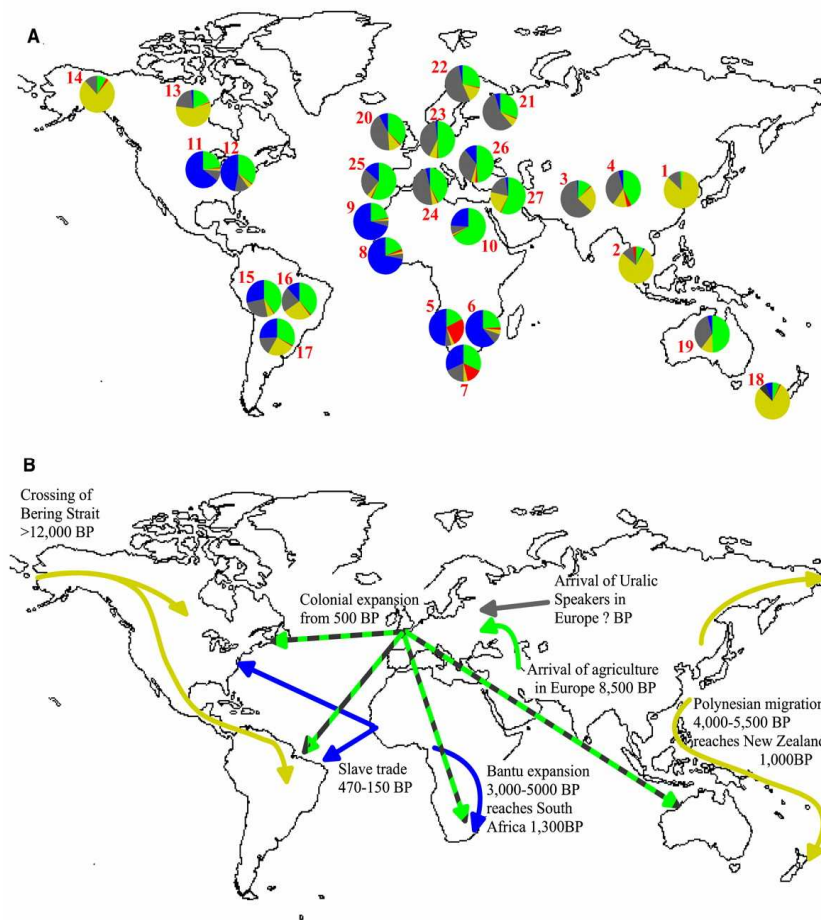 A
14
13
11
12
22
21
20
23
26
25
27
24
9
10
8
3
4
1
2
15
16
17
5
6
7
19
18
B
Crossing of
Bering Strait
>12,000 BP
Colonial expansion
from 500 BP
Arrival of Uralic
Speakers in
Europe ? BP
Arrival of agriculture
in Europe 8,500 BP
Polynesian migration
4,000-5,500 BP
reaches New Zealand
1,000BP
Slave trade
470-150 BP
Bantu expansion
3,000-5000 BP
reaches South
Africa 1,300BP